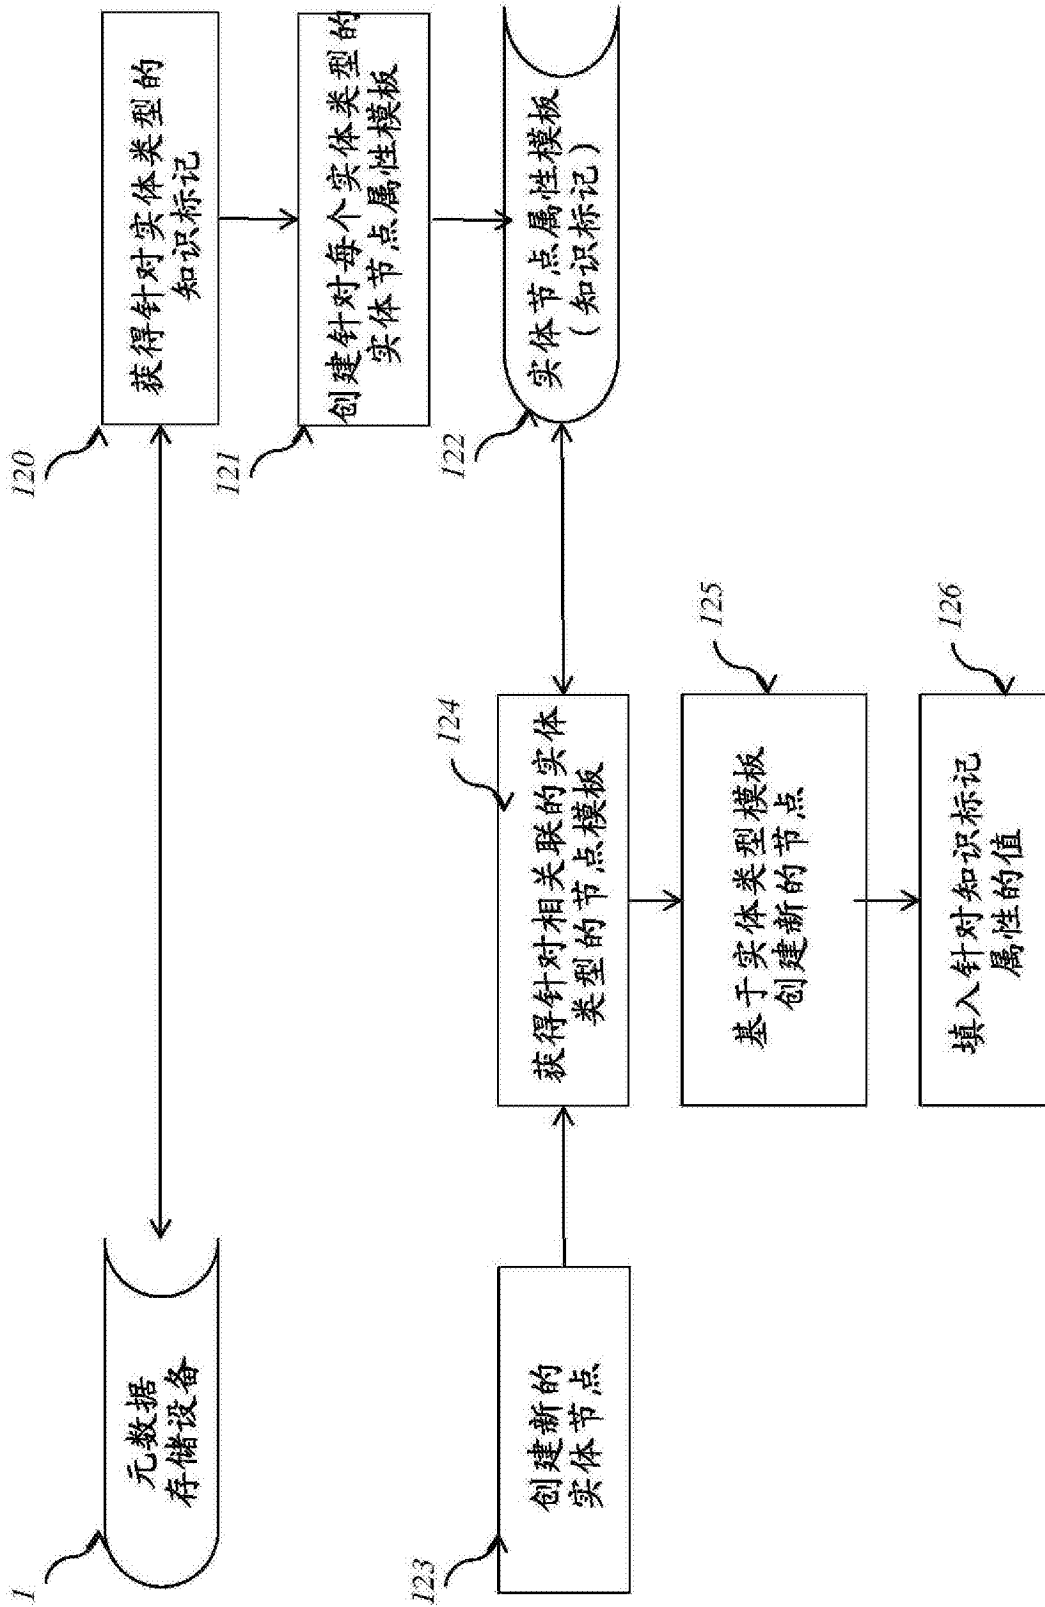 1
元数据
存储设备
120
获得针对实体类型的
知识标记
121
创建针对每个实体类型的
实体节点属性模板
122
实体节点属性模板
（知识标记）
123
创建新的
实体节点
124
获得针对相关联的实体
类型的节点模板
125
基于实体类型模板
创建新的节点
126
填入针对知识标记
属性的值